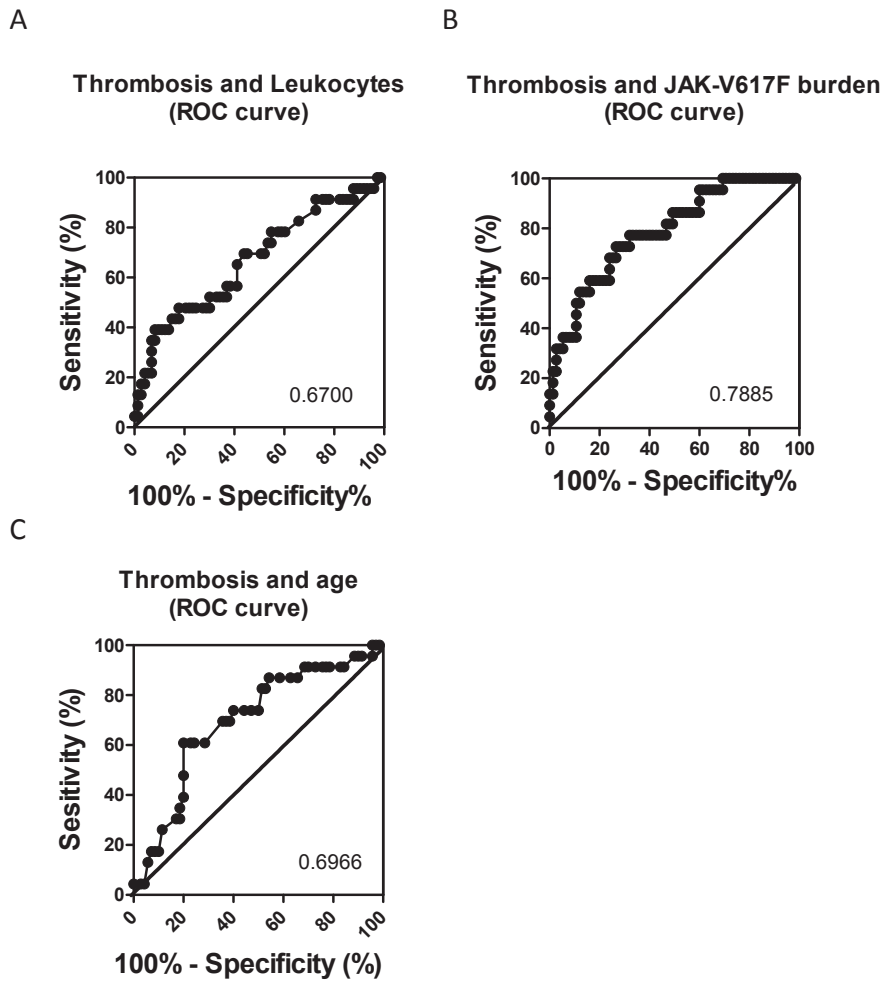 A
Thrombosis and Leukocytes
(ROC curve)
Sensitivity (%)
100
80
60
40
20
0
0.6700
0 20 40 60 80 100
100% - Specificity%
B
Thrombosis and JAK-V617F burden
(ROC curve)
Sensitivity (%)
100
80
60
40
20
0
0.7885
0 20 40 60 80 100
100% - Specificity%
C
Thrombosis and age
(ROC curve)
Sesitivity (%)
100
80
60
40
20
0
0.6966
0 20 40 60 80 100
100% - Specificity (%)